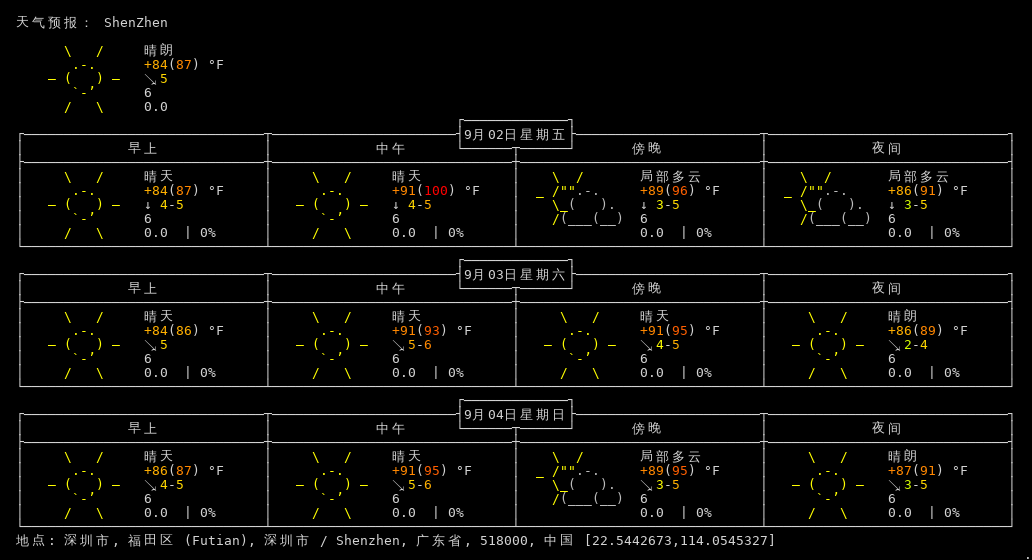 天气预报： ShenZhen
晴朗
+84(87) °F
↘ 5
6
0.0
9月02日星期五
早上 中午 傍晚 夜间
晴天 晴天 局部多云 局部多云
+84(87) °F +91(100) °F +89(96) °F +86(91) °F
↓ 4-5 ↓ 4-5 ↓ 3-5 ↓ 3-5
6 6 6 6
0.0 | 0% 0.0 | 0% 0.0 | 0% 0.0 | 0%
9月03日星期六
早上 中午 傍晚 夜间
晴天 晴天 晴天 晴朗
+84(86) °F +91(93) °F +91(95) °F +86(89) °F
↘ 5 ↘ 5-6 ↘ 4-5 ↘ 2-4
6 6 6 6
0.0 | 0% 0.0 | 0% 0.0 | 0% 0.0 | 0%
9月04日星期日
早上 中午 傍晚 夜间
晴天 晴天 局部多云 晴朗
+86(87) °F +91(95) °F +89(95) °F +87(91) °F
↘ 4-5 ↘ 5-6 ↘ 3-5 ↘ 3-5
6 6 6 6
0.0 | 0% 0.0 | 0% 0.0 | 0% 0.0 | 0%
地点: 深圳市, 福田区 (Futian), 深圳市 / Shenzhen, 广东省, 518000, 中国 [22.5442673,114.0545327]